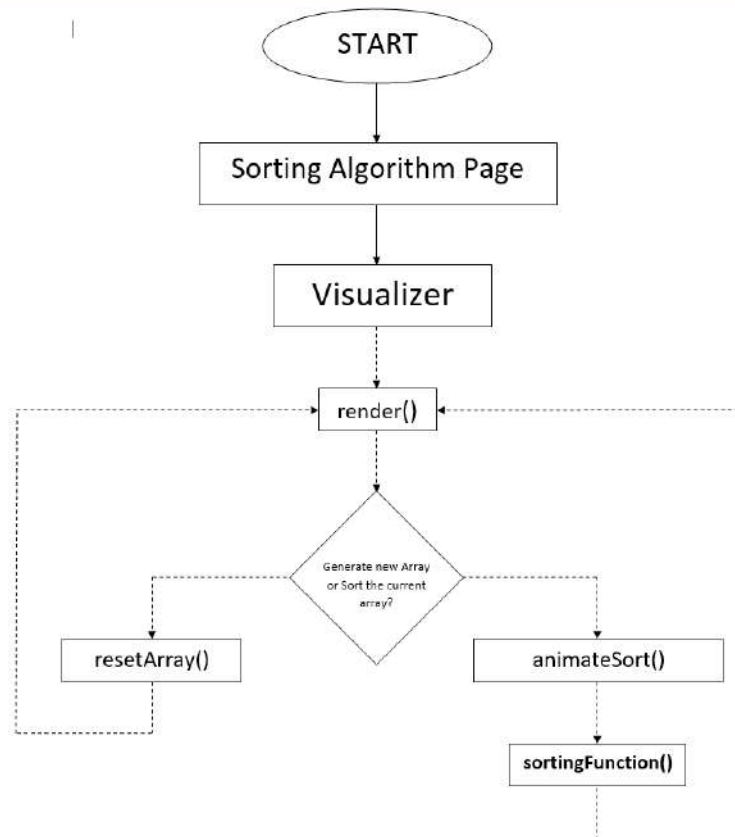 START
Sorting Algorithm Page
Visualizer
render()
Generate new Array
or Sort the current
array?
resetArray()
animateSort()
sortingFunction()